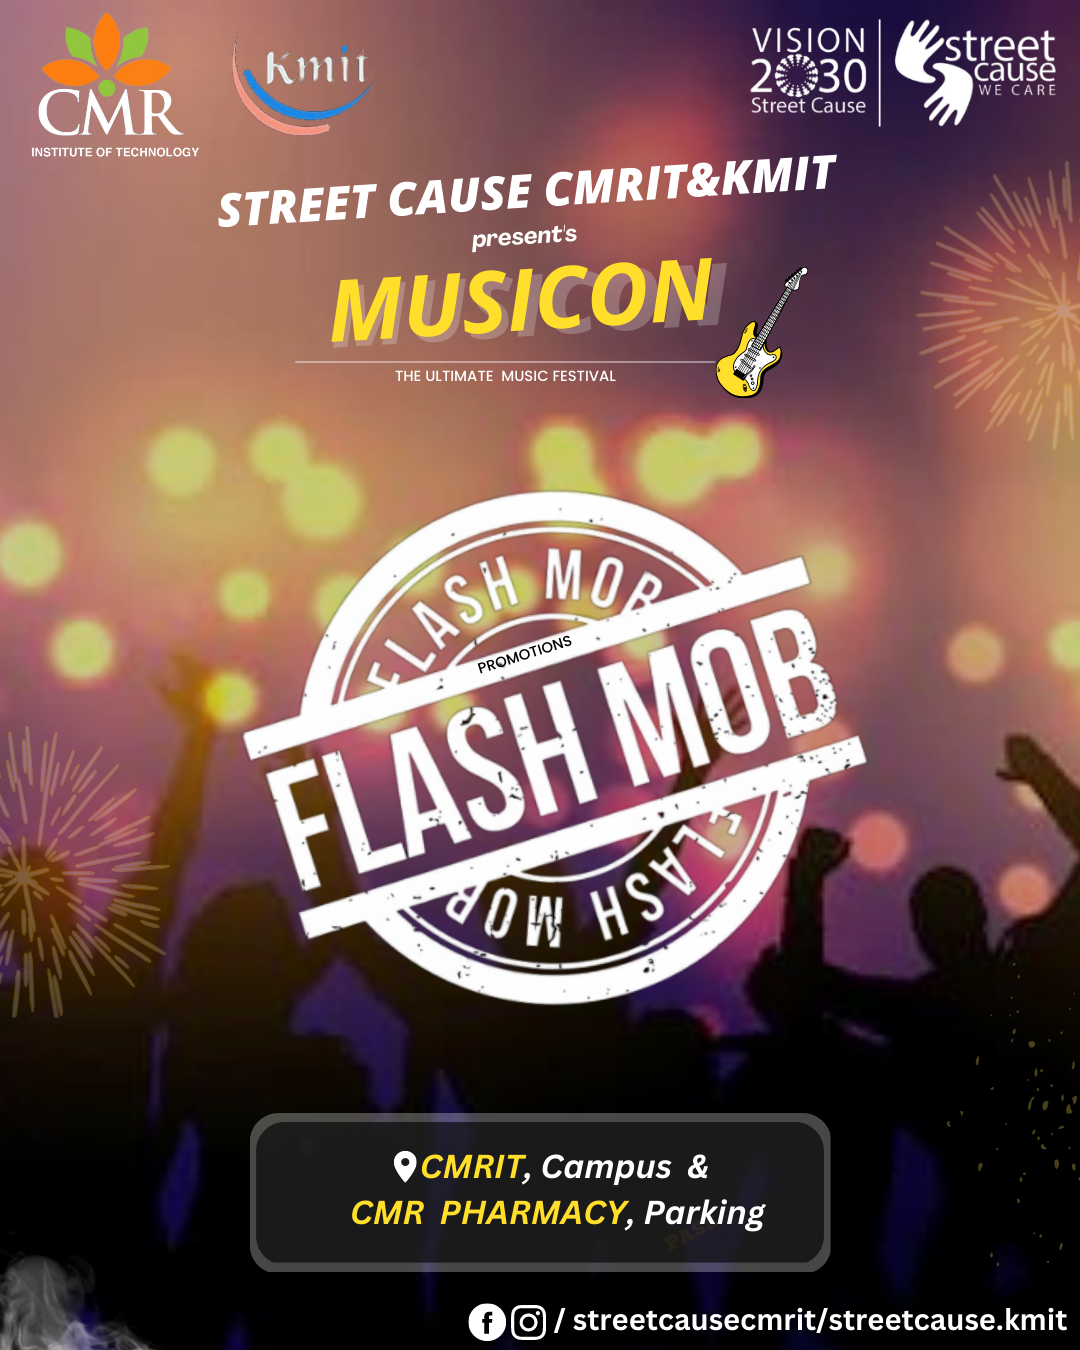 CMR
INSTITUTE OF TECHNOLOGY
Kmit
VISION
2030
Street Cause
street
cause
WE CARE
STREET CAUSE CMRIT&KMIT
present's
MUSICON
THE ULTIMATE MUSIC FESTIVAL
FLASH MOB
PROMOTIONS
FLASH MOB
FLASH MOB
CMRIT, Campus &
CMR PHARMACY, Parking
/ streetcausecmrit/streetcause.kmit